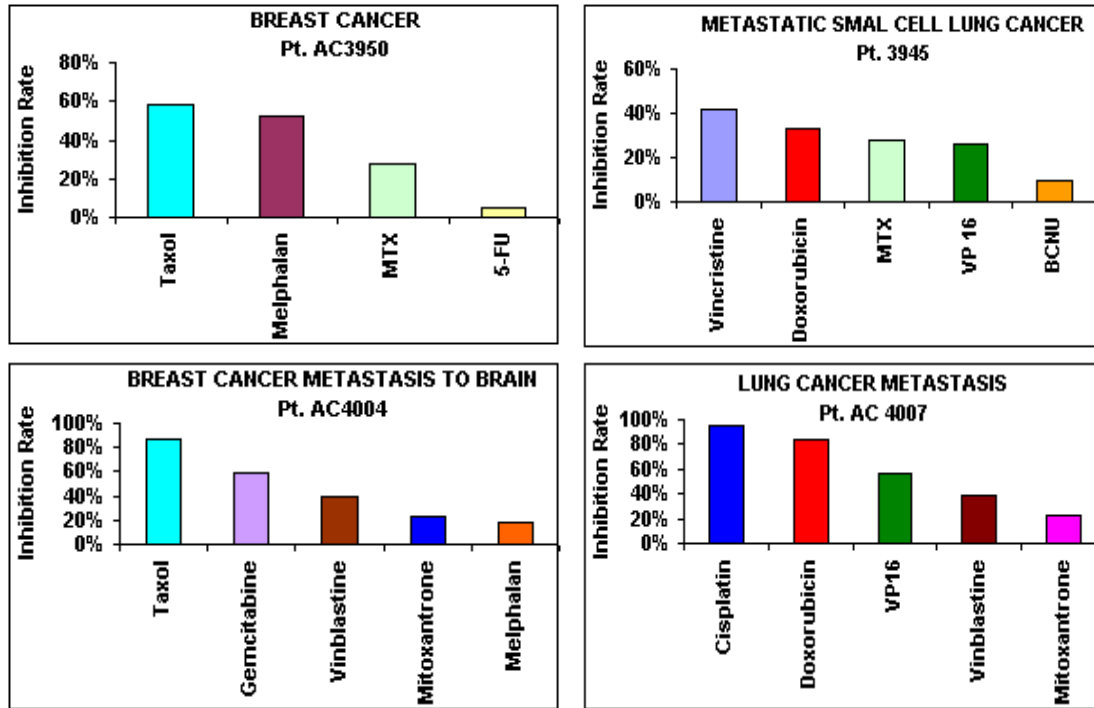 BREAST CANCER
Pt. AC3950
Inhibition Rate
80%
60%
40%
20%
0%
Taxol
Melphalan
MTX
5-FU
METASTATIC SMAL CELL LUNG CANCER
Pt. 3945
Inhibition Rate
60%
40%
20%
0%
Vincristine
Doxorubicin
MTX
VP 16
BCNU
BREAST CANCER METASTASIS TO BRAIN
Pt. AC4004
Inhibition Rate
100%
80%
60%
40%
20%
0%
Taxol
Gemcitabine
Vinblastine
Mitoxantrone
Melphalan
LUNG CANCER METASTASIS
Pt. AC 4007
Inhibition Rate
100%
80%
60%
40%
20%
0%
Cisplatin
Doxorubicin
VP16
Vinblastine
Mitoxantrone